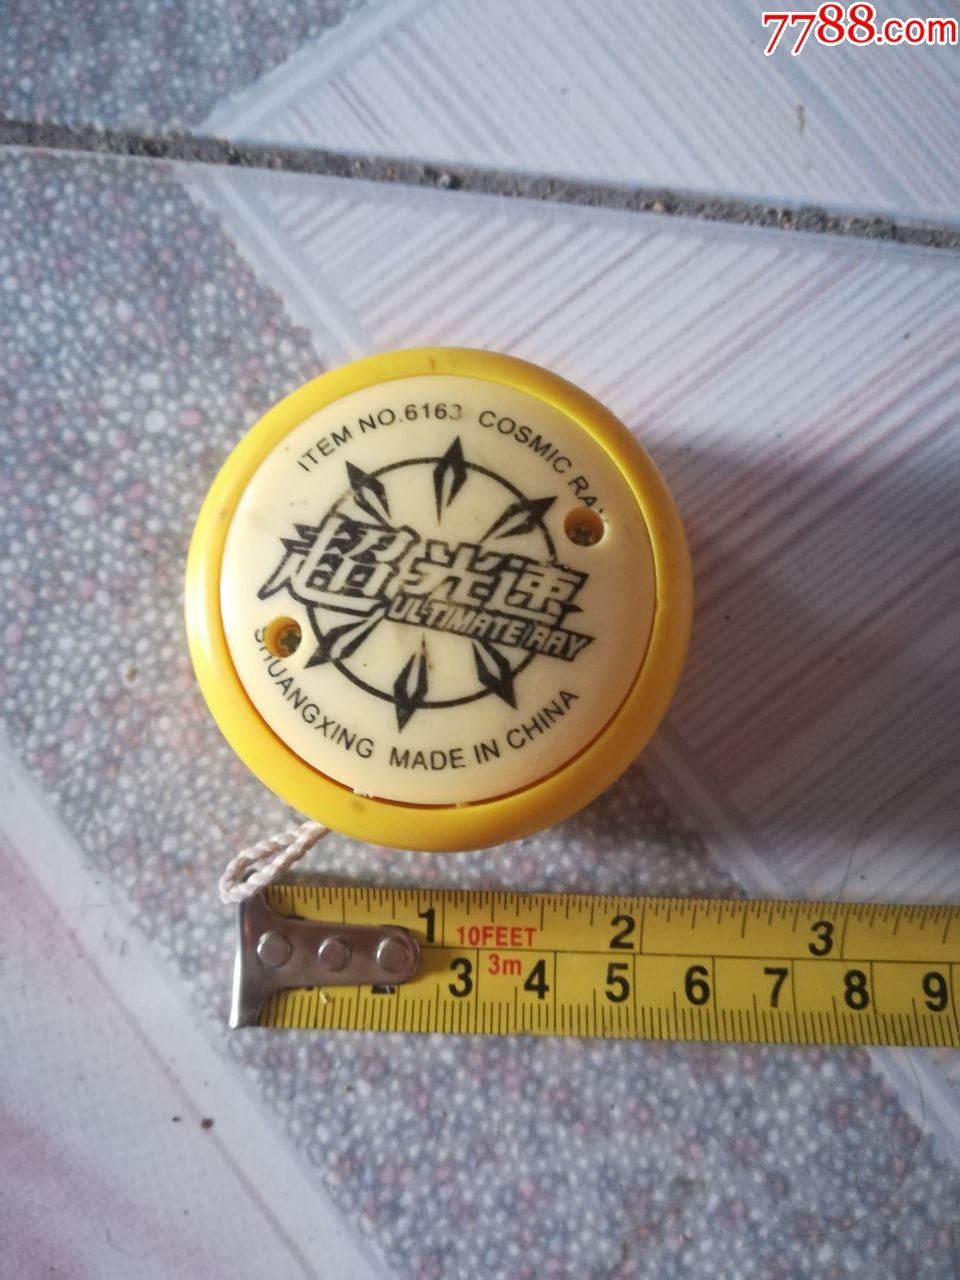 7788.com
ITEM NO.6163 COSMIC RAY
超光速
ULTIMATE RAY
SHUANGXING MADE IN CHINA
1 10FEET 2 3
3m
3 4 5 6 7 8 9